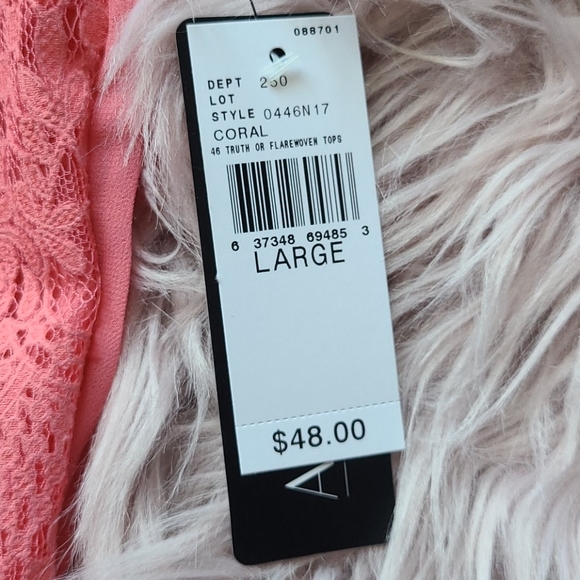 088701
DEPT 230
LOT
STYLE 0446N17
CORAL
46 TRUTH OR FLAREWOVEN TOPS
6 37348 69485 3
LARGE
$48.00